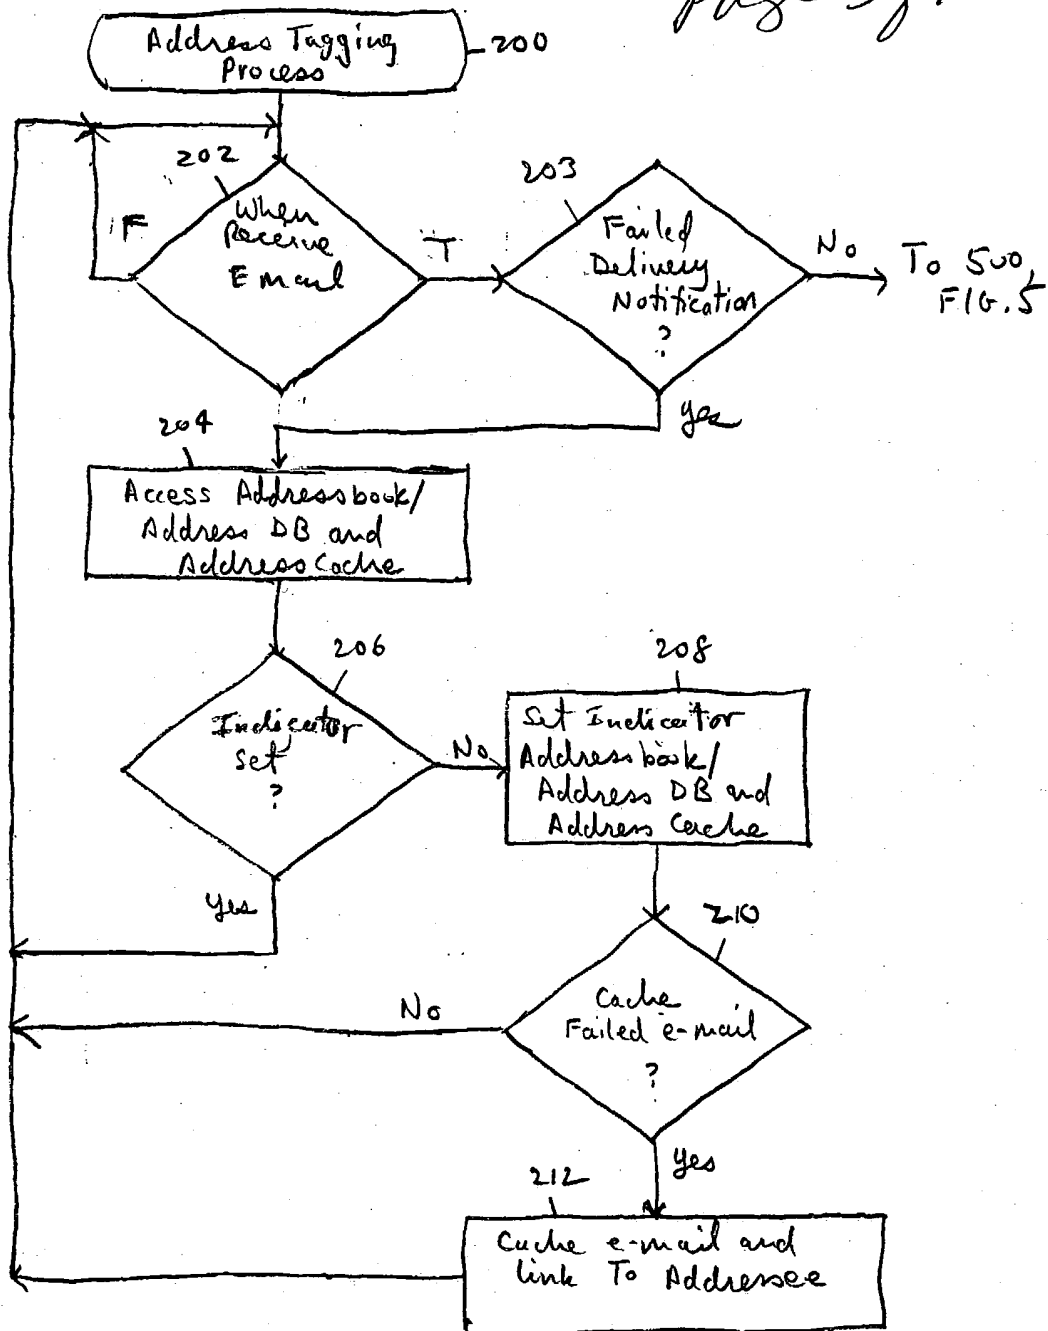 Address Tagging
Process
200
202
When
Receive
Email
F
T
203
Failed
Delivery
Notification
?
No
To 500,
FIG.5
yes
204
Access Addressbook/
Address DB and
Address Cache
206
Indicator
Set
?
No
208
Set Indicator
Addressbook/
Address DB and
Address Cache
Yes
210
Cache
Failed e-mail
?
No
Yes
212
Cache e-mail and
link To Addressee